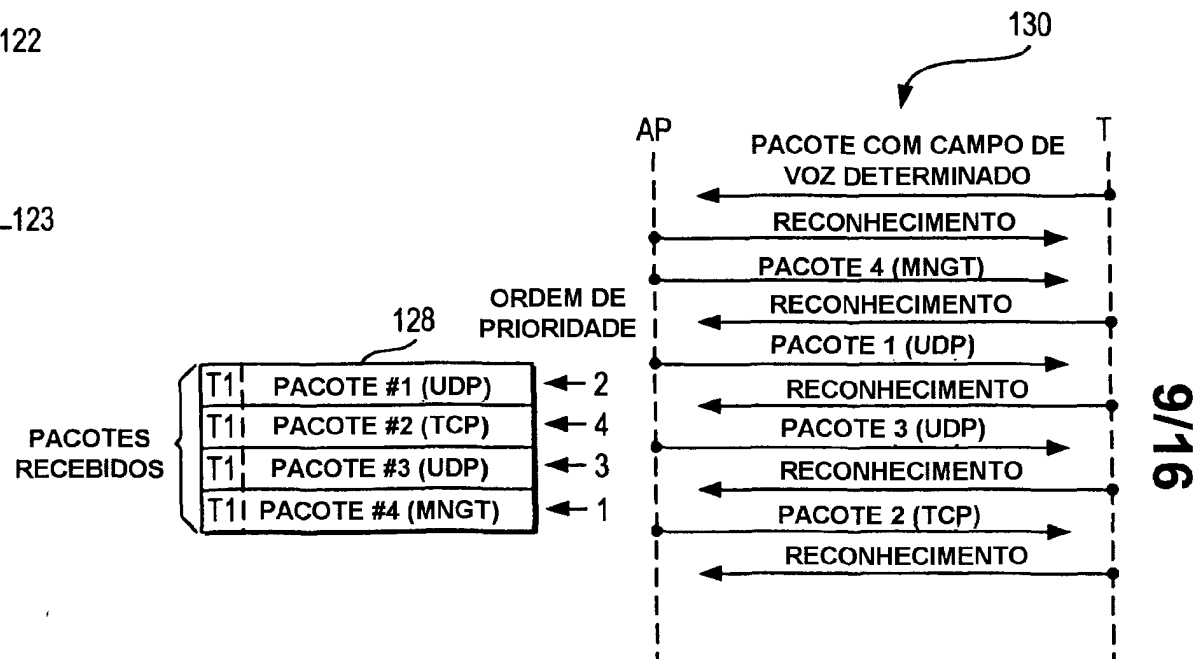 122
123
130
AP
T
PACOTE COM CAMPO DE
VOZ DETERMINADO
RECONHECIMENTO
PACOTE 4 (MNGT)
RECONHECIMENTO
PACOTE 1 (UDP)
RECONHECIMENTO
PACOTE 3 (UDP)
RECONHECIMENTO
PACOTE 2 (TCP)
RECONHECIMENTO
ORDEM DE
PRIORIDADE
128
PACOTES
RECEBIDOS
T1 PACOTE #1 (UDP) 2
T1 PACOTE #2 (TCP) 4
T1 PACOTE #3 (UDP) 3
T1 PACOTE #4 (MNGT) 1
9/16